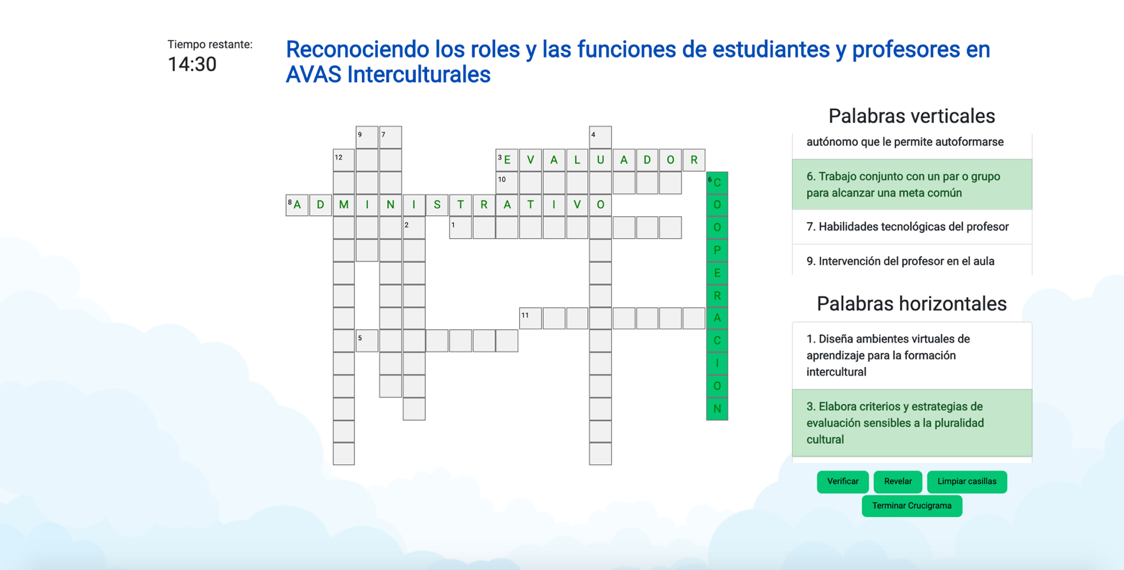 Tiempo restante:
14:30
Reconociendo los roles y las funciones de estudiantes y profesores en
AVAS Interculturales
9 7 4
12 3 E V A L U A D O R
10 6 C
8 A D M I N I S T R A T I V O O
2 1 O
P
E
R
11 A
5 C
I
O
N
Palabras verticales
autónomo que le permite autoformarse
6. Trabajo conjunto con un par o grupo
para alcanzar una meta común
7. Habilidades tecnológicas del profesor
9. Intervención del profesor en el aula
Palabras horizontales
1. Diseña ambientes virtuales de
aprendizaje para la formación
intercultural
3. Elabora criterios y estrategias de
evaluación sensibles a la pluralidad
cultural
Verificar Revelar Limpiar casillas
Terminar Crucigrama